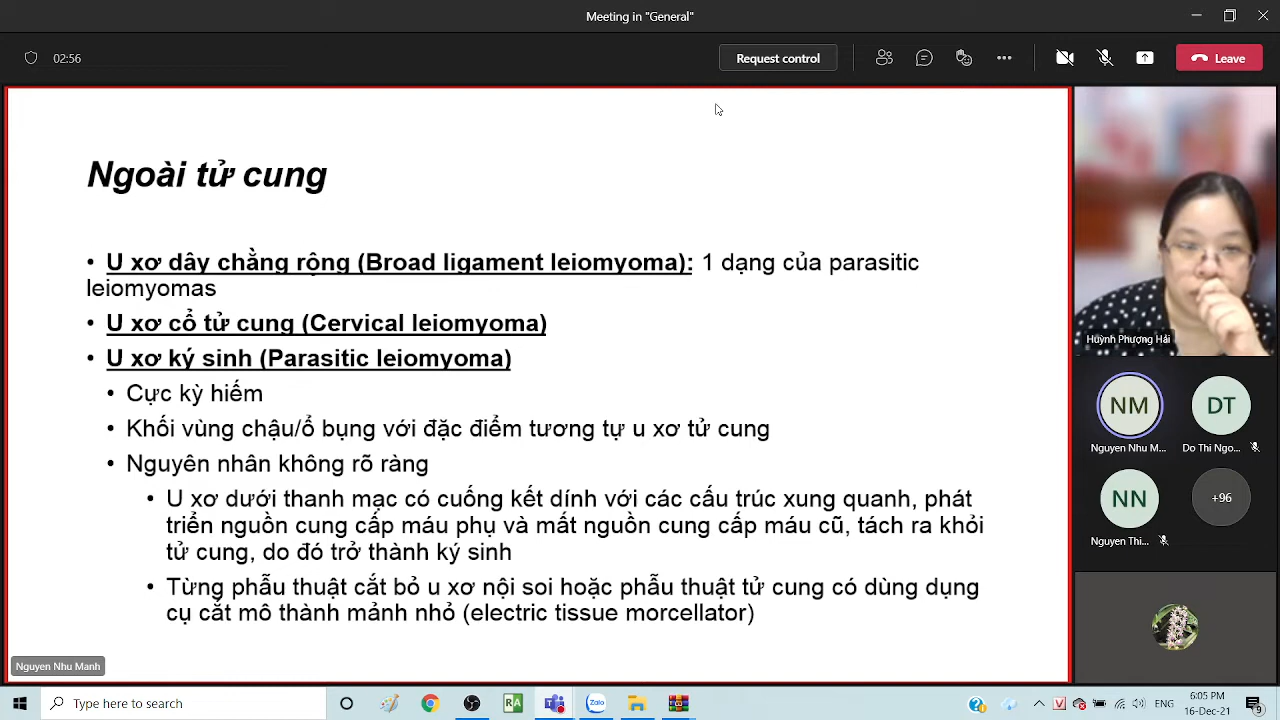 Meeting in "General"
02:56
Request control
Leave
Ngoài tử cung
• U xơ dây chằng rộng (Broad ligament leiomyoma): 1 dạng của parasitic
leiomyomas
• U xơ cổ tử cung (Cervical leiomyoma)
• U xơ ký sinh (Parasitic leiomyoma)
• Cực kỳ hiếm
• Khối vùng chậu/ổ bụng với đặc điểm tương tự u xơ tử cung
• Nguyên nhân không rõ ràng
• U xơ dưới thanh mạc có cuống kết dính với các cấu trúc xung quanh, phát
triển nguồn cung cấp máu phụ và mất nguồn cung cấp máu cũ, tách ra khỏi
tử cung, do đó trở thành ký sinh
• Từng phẫu thuật cắt bỏ u xơ nội soi hoặc phẫu thuật tử cung có dùng dụng
cụ cắt mô thành mảnh nhỏ (electric tissue morcellator)
Nguyen Nhu Manh
Huỳnh Phượng Hải
NM
DT
Nguyen Nhu M...
Do Thi Ngo...
NN
+96
Nguyen Thi...
Type here to search
RA
Zalo
V
ENG
6:05 PM
16-Dec-21
9